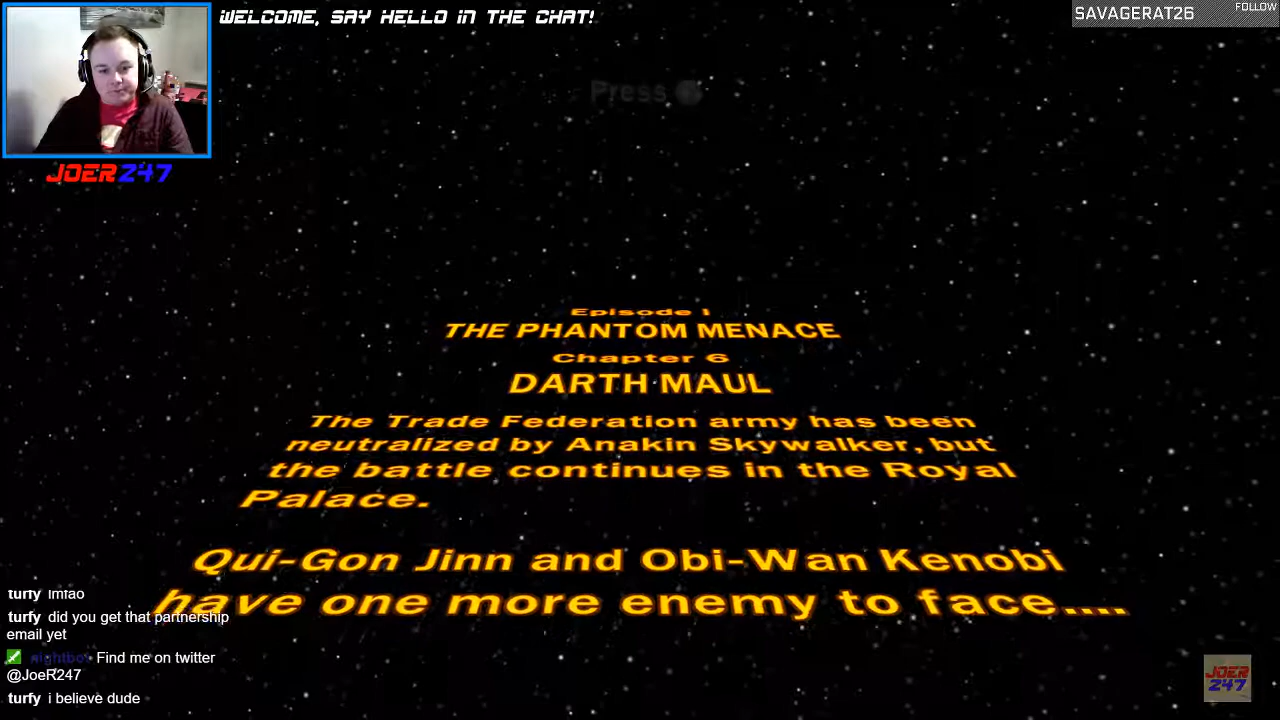 WELCOME, SAY HELLO IN THE CHAT!
SAVAGERAT26
FOLLOW
Press
JOER247
Episode I
THE PHANTOM MENACE
Chapter 6
DARTH MAUL
The Trade Federation army has been
neutralized by Anakin Skywalker, but
the battle continues in the Royal
Palace.
Qui-Gon Jinn and Obi-Wan Kenobi
have one more enemy to face....
turfy lmfao
turfy did you get that partnership
email yet
nightbot Find me on twitter
@JoeR247
turfy i believe dude
JOER
247